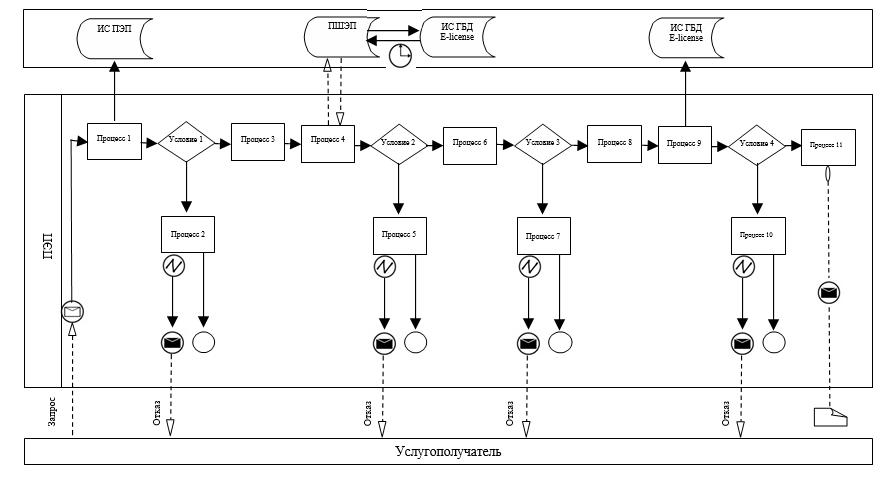 ИС ПЭП
ПШЭП
ИС ГБД
E-license
ИС ГБД
E-license
ПЭП
Процесс 1
Условие 1
Процесс 3
Процесс 4
Условие 2
Процесс 6
Условие 3
Процесс 8
Процесс 9
Условие 4
Процесс 11
Процесс 2
Процесс 5
Процесс 7
Процесс 10
Запрос
Отказ
Отказ
Отказ
Отказ
Услугополучатель